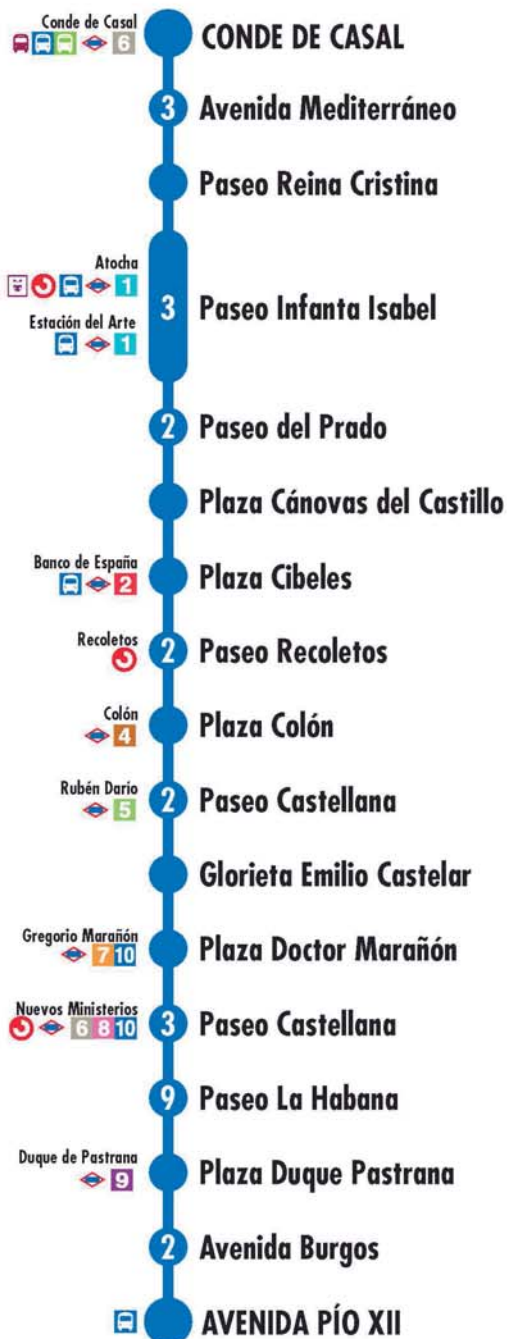 Conde de Casal
6
CONDE DE CASAL
3 Avenida Mediterráneo
Paseo Reina Cristina
Atocha
1
Estación del Arte
1
3 Paseo Infanta Isabel
2 Paseo del Prado
Plaza Cánovas del Castillo
Banco de España
2
Plaza Cibeles
Recoletos
2 Paseo Recoletos
Colón
4
Plaza Colón
Rubén Darío
5
2 Paseo Castellana
Glorieta Emilio Castelar
Gregorio Marañón
7 10
Plaza Doctor Marañón
Nuevos Ministerios
6 8 10
3 Paseo Castellana
9 Paseo La Habana
Duque de Pastrana
9
Plaza Duque Pastrana
2 Avenida Burgos
AVENIDA PÍO XII